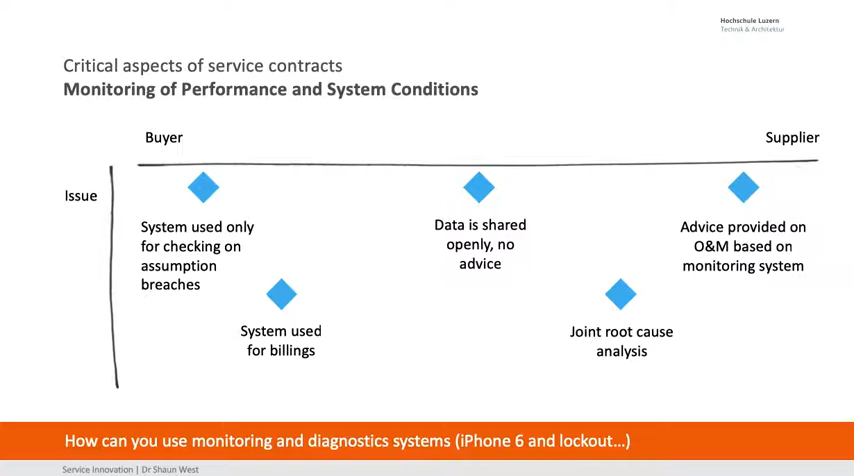 Hochschule Luzern
Technik & Architektur
Critical aspects of service contracts
Monitoring of Performance and System Conditions
Buyer
Supplier
Issue
System used only
for checking on
assumption
breaches
Data is shared
openly, no
advice
Advice provided on
O&M based on
monitoring system
System used
for billings
Joint root cause
analysis
How can you use monitoring and diagnostics systems (iPhone 6 and lockout...)
Service Innovation | Dr Shaun West